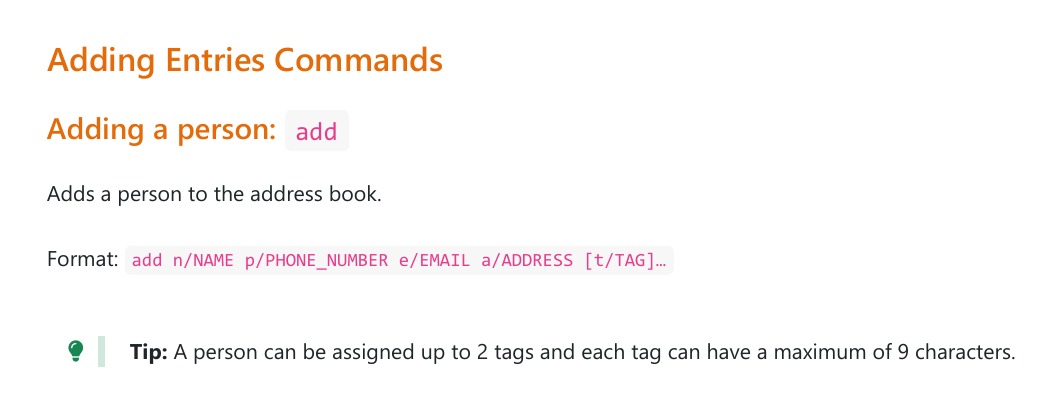 Adding Entries Commands
Adding a person: add
Adds a person to the address book.
Format: add n/NAME p/PHONE_NUMBER e/EMAIL a/ADDRESS [t/TAG]…
Tip: A person can be assigned up to 2 tags and each tag can have a maximum of 9 characters.